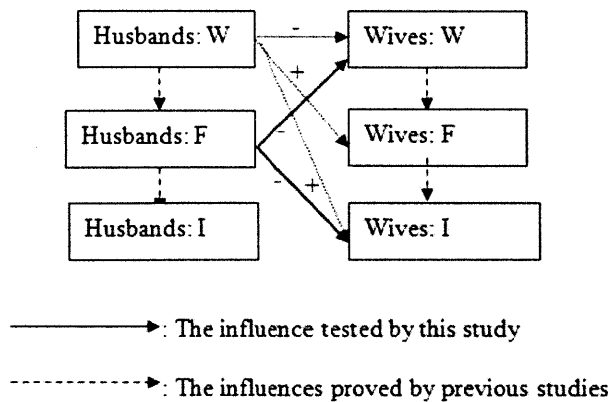 Husbands: W
-
Wives: W
+
Husbands: F
-
Wives: F
- +
Husbands: I
Wives: I
: The influence tested by this study
: The influences proved by previous studies